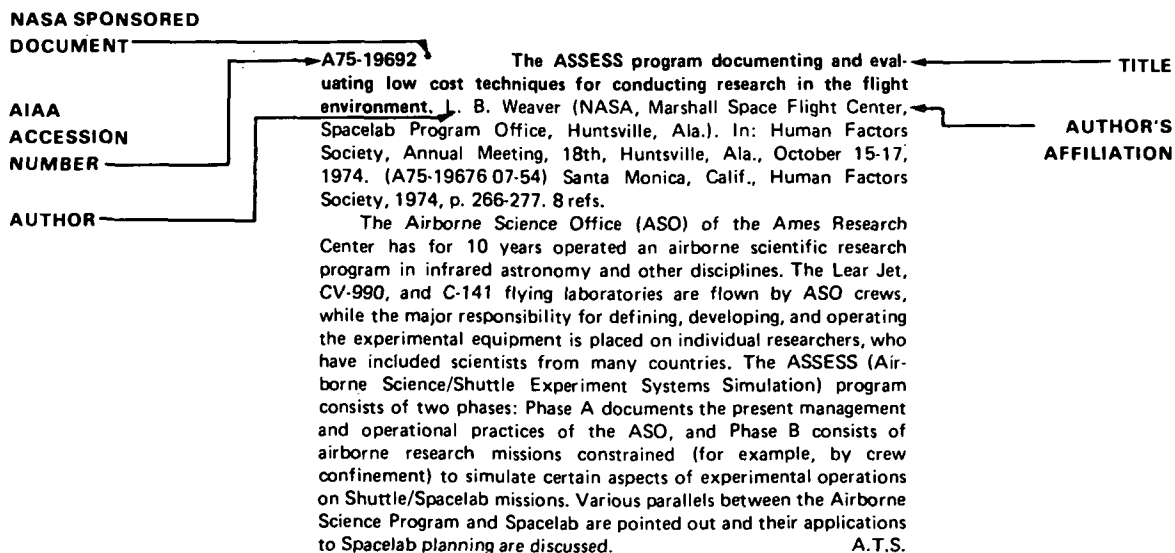 NASA SPONSORED
DOCUMENT
AIAA
ACCESSION
NUMBER
AUTHOR
A75-19692 * The ASSESS program documenting and eval-
uating low cost techniques for conducting research in the flight
environment. L. B. Weaver (NASA, Marshall Space Flight Center,
Spacelab Program Office, Huntsville, Ala.). In: Human Factors
Society, Annual Meeting, 18th, Huntsville, Ala., October 15-17,
1974. (A75-19676 07-54) Santa Monica, Calif., Human Factors
Society, 1974, p. 266-277. 8 refs.
The Airborne Science Office (ASO) of the Ames Research
Center has for 10 years operated an airborne scientific research
program in infrared astronomy and other disciplines. The Lear Jet,
CV-990, and C-141 flying laboratories are flown by ASO crews,
while the major responsibility for defining, developing, and operating
the experimental equipment is placed on individual researchers, who
have included scientists from many countries. The ASSESS (Air-
borne Science/Shuttle Experiment Systems Simulation) program
consists of two phases: Phase A documents the present management
and operational practices of the ASO, and Phase B consists of
airborne research missions constrained (for example, by crew
confinement) to simulate certain aspects of experimental operations
on Shuttle/Spacelab missions. Various parallels between the Airborne
Science Program and Spacelab are pointed out and their applications
to Spacelab planning are discussed. A.T.S.
TITLE
AUTHOR'S
AFFILIATION